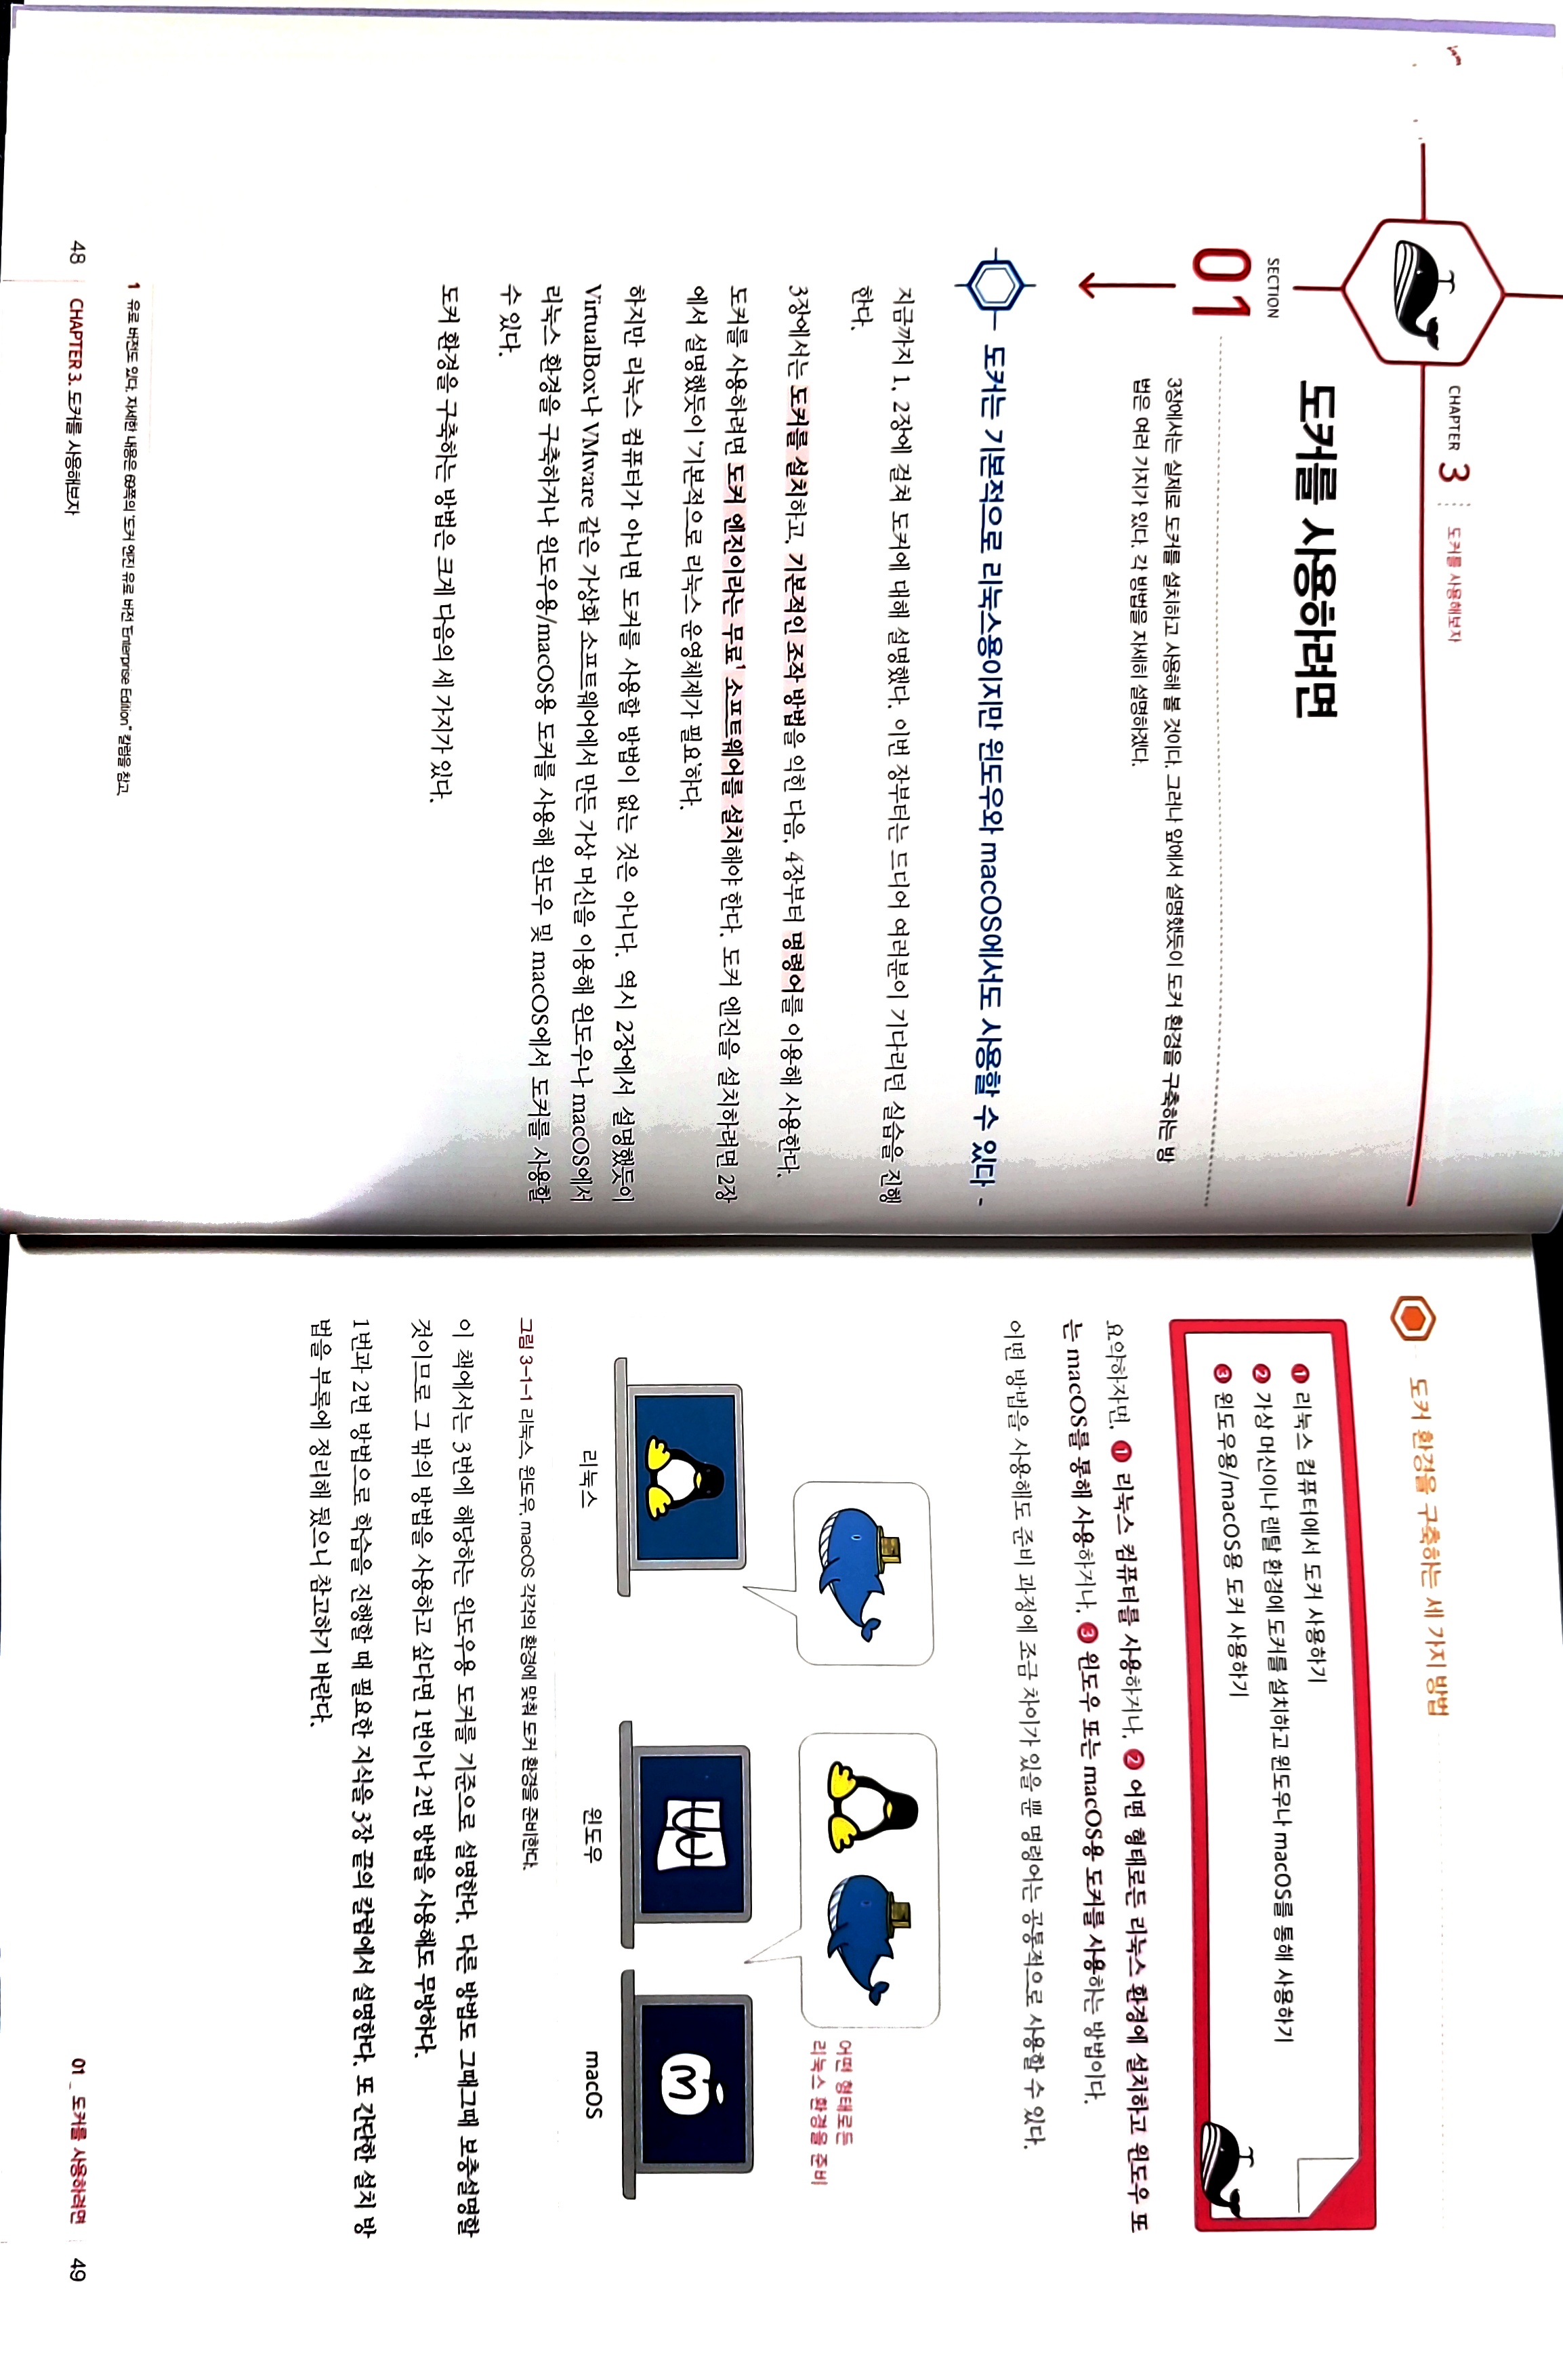 CHAPTER 3 도커를 사용해보자
도커를 사용하려면
SECTION
01
3장에서는 실제로 도커를 설치하고 사용해 볼 것이다. 그러나 앞에서 설명했듯이 도커 환경을 구축하는 방
법은 여러 가지가 있다. 각 방법을 자세히 설명하겠다.
도커는 기본적으로 리눅스용이지만 윈도우와 macOS에서도 사용할 수 있다
지금까지 1, 2장에 걸쳐 도커에 대해 설명했다. 이번 장부터는 드디어 여러분이 기다리던 실습을 진행
한다.
3장에서는 도커를 설치하고, 기본적인 조작 방법을 익힌 다음, 4장부터 명령어를 이용해 사용한다.
도커를 사용하려면 도커 엔진이라는 무료1 소프트웨어를 설치해야 한다. 도커 엔진을 설치하려면 2장
에서 설명했듯이 ‘기본적으로 리눅스 운영체제가 필요’하다.
하지만 리눅스 컴퓨터가 아니면 도커를 사용할 방법이 없는 것은 아니다. 역시 2장에서 설명했듯이
VirtualBox나 VMware 같은 가상화 소프트웨어에서 만든 가상 머신을 이용해 윈도우나 macOS에서
리눅스 환경을 구축하거나 윈도우용/macOS용 도커를 사용해 윈도우 및 macOS에서 도커를 사용할
수 있다.
도커 환경을 구축하는 방법은 크게 다음의 세 가지가 있다.
1 유료 버전도 있다. 자세한 내용은 69쪽의 ‘도커 엔진 유료 버전 ‘Enterprise Edition’’ 칼럼을 참고.
48 CHAPTER 3. 도커를 사용해보자
도커 환경을 구축하는 세 가지 방법
❶ 리눅스 컴퓨터에서 도커 사용하기
❷ 가상 머신이나 렌탈 환경에 도커를 설치하고 윈도우나 macOS를 통해 사용하기
❸ 윈도우용/macOS용 도커 사용하기
요약하자면, ❶ 리눅스 컴퓨터를 사용하거나, ❷ 어떤 형태로든 리눅스 환경에 설치하고 윈도우 또
는 macOS를 통해 사용하거나, ❸ 윈도우 또는 macOS용 도커를 사용하는 방법이다.
어떤 방법을 사용해도 준비 과정에 조금 차이가 있을 뿐 명령어는 공통적으로 사용할 수 있다.
어떤 형태로든
리눅스 환경을 준비
리눅스
윈도우
macOS
그림 3-1-1 리눅스, 윈도우, macOS 각각의 환경에 맞춰 도커 환경을 준비한다.
이 책에서는 3번에 해당하는 윈도우용 도커를 기준으로 설명한다. 다른 방법도 그때그때 보충설명할
것이므로 그 밖의 방법을 사용하고 싶다면 1번이나 2번 방법을 사용해도 무방하다.
1번과 2번 방법으로 학습을 진행할 때 필요한 지식을 3장 끝의 칼럼에서 설명한다. 또 간단한 설치 방
법을 부록에 정리해 뒀으니 참고하기 바란다.
01 _ 도커를 사용하려면 49